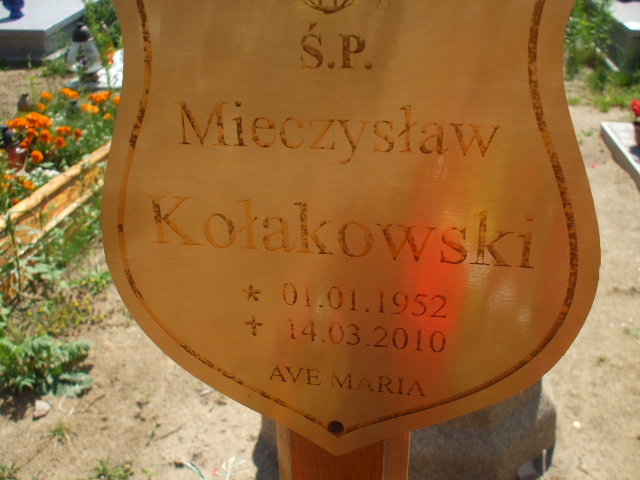 Ś.P.
Mieczysław
Kołakowski
* 01.01.1952
✝ 14.03.2010
AVE MARIA